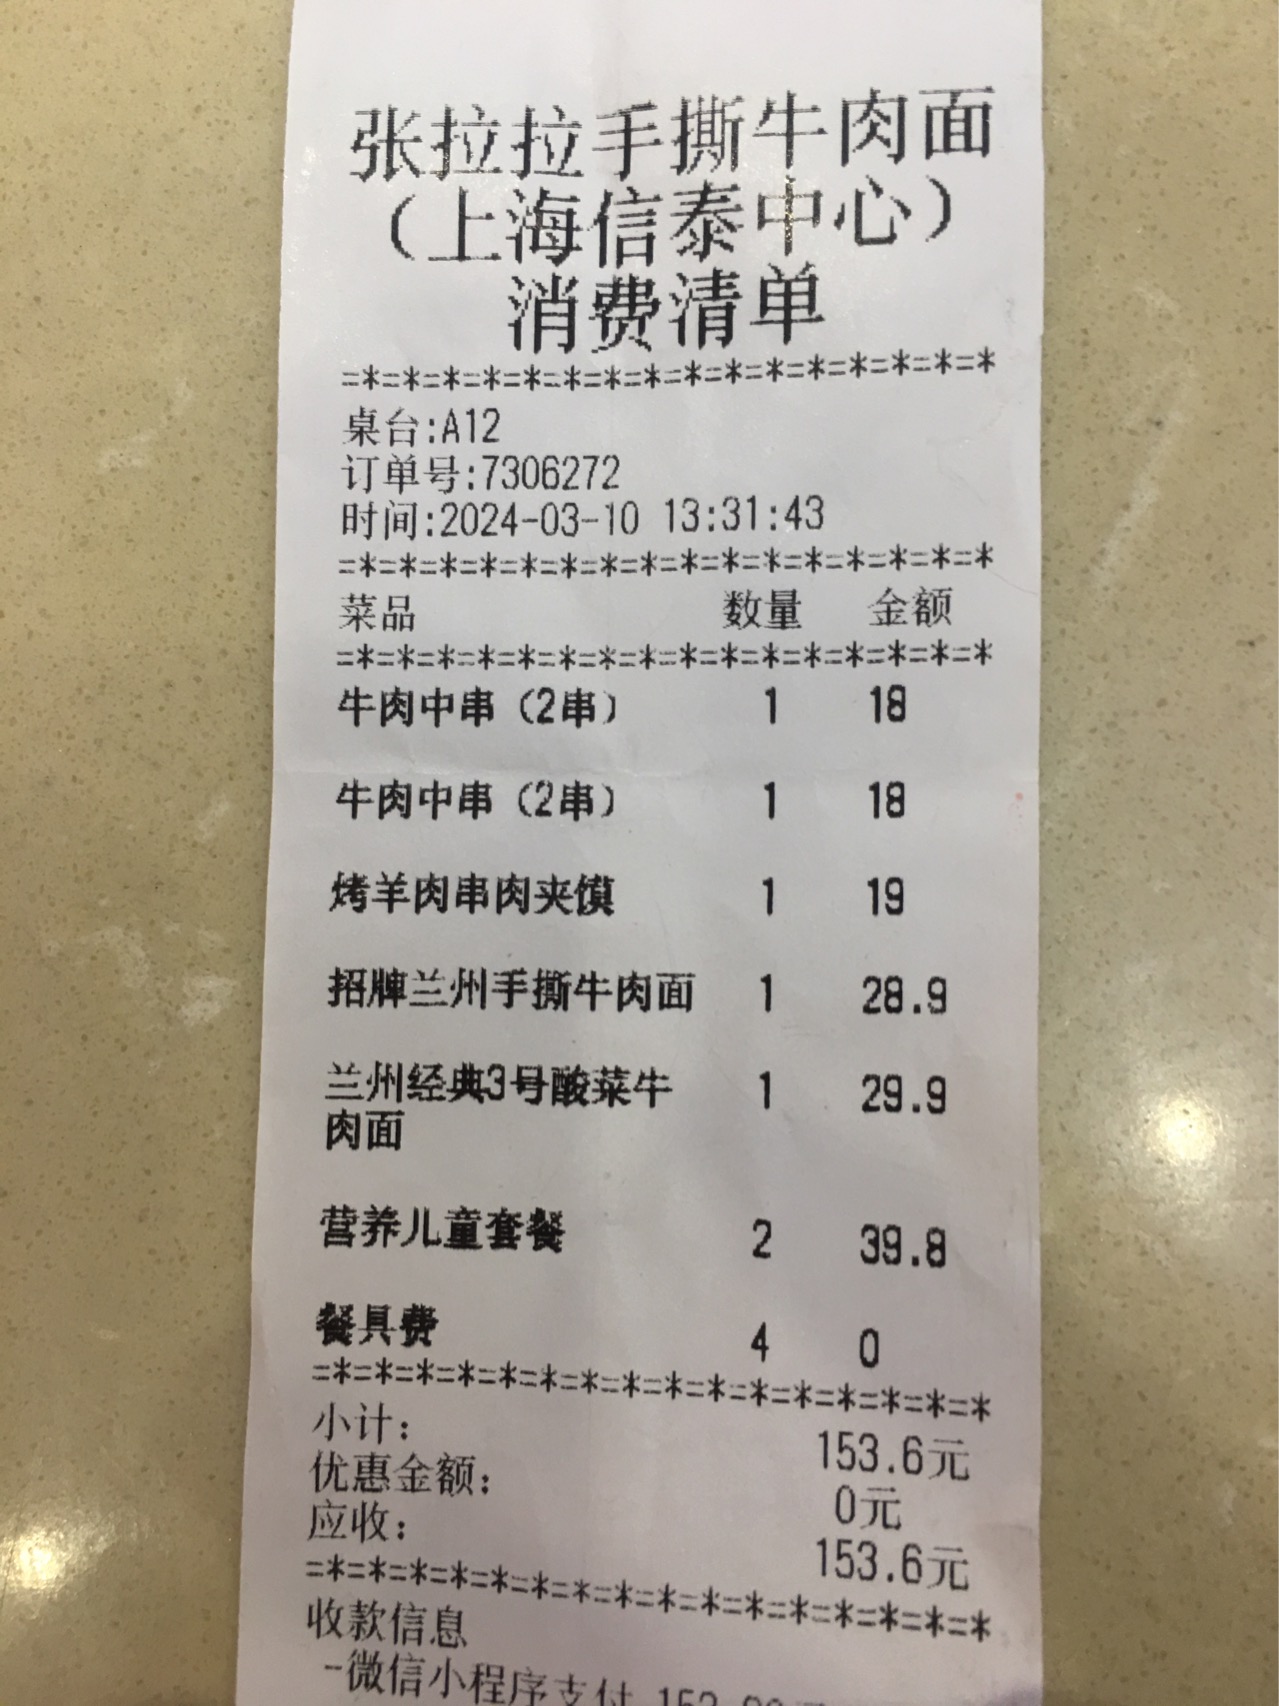 张拉拉手撕牛肉面
（上海信泰中心）
消费清单
=*=*=*=*=*=*=*=*=*=*=*=*=*=*=*=*
桌台:A12
订单号:7306272
时间:2024-03-10 13:31:43
=*=*=*=*=*=*=*=*=*=*=*=*=*=*=*=*
菜品 数量 金额
=*=*=*=*=*=*=*=*=*=*=*=*=*=*=*=*
牛肉中串（2串） 1 18
牛肉中串（2串） 1 18
烤羊肉串肉夹馍 1 19
招牌兰州手撕牛肉面 1 28.9
兰州经典3号酸菜牛 1 29.9
肉面
营养儿童套餐 2 39.8
餐具费 4 0
=*=*=*=*=*=*=*=*=*=*=*=*=*=*=*=*
小计： 153.6元
优惠金额： 0元
应收： 153.6元
=*=*=*=*=*=*=*=*=*=*=*=*=*=*=*=*
收款信息
-微信小程序支付